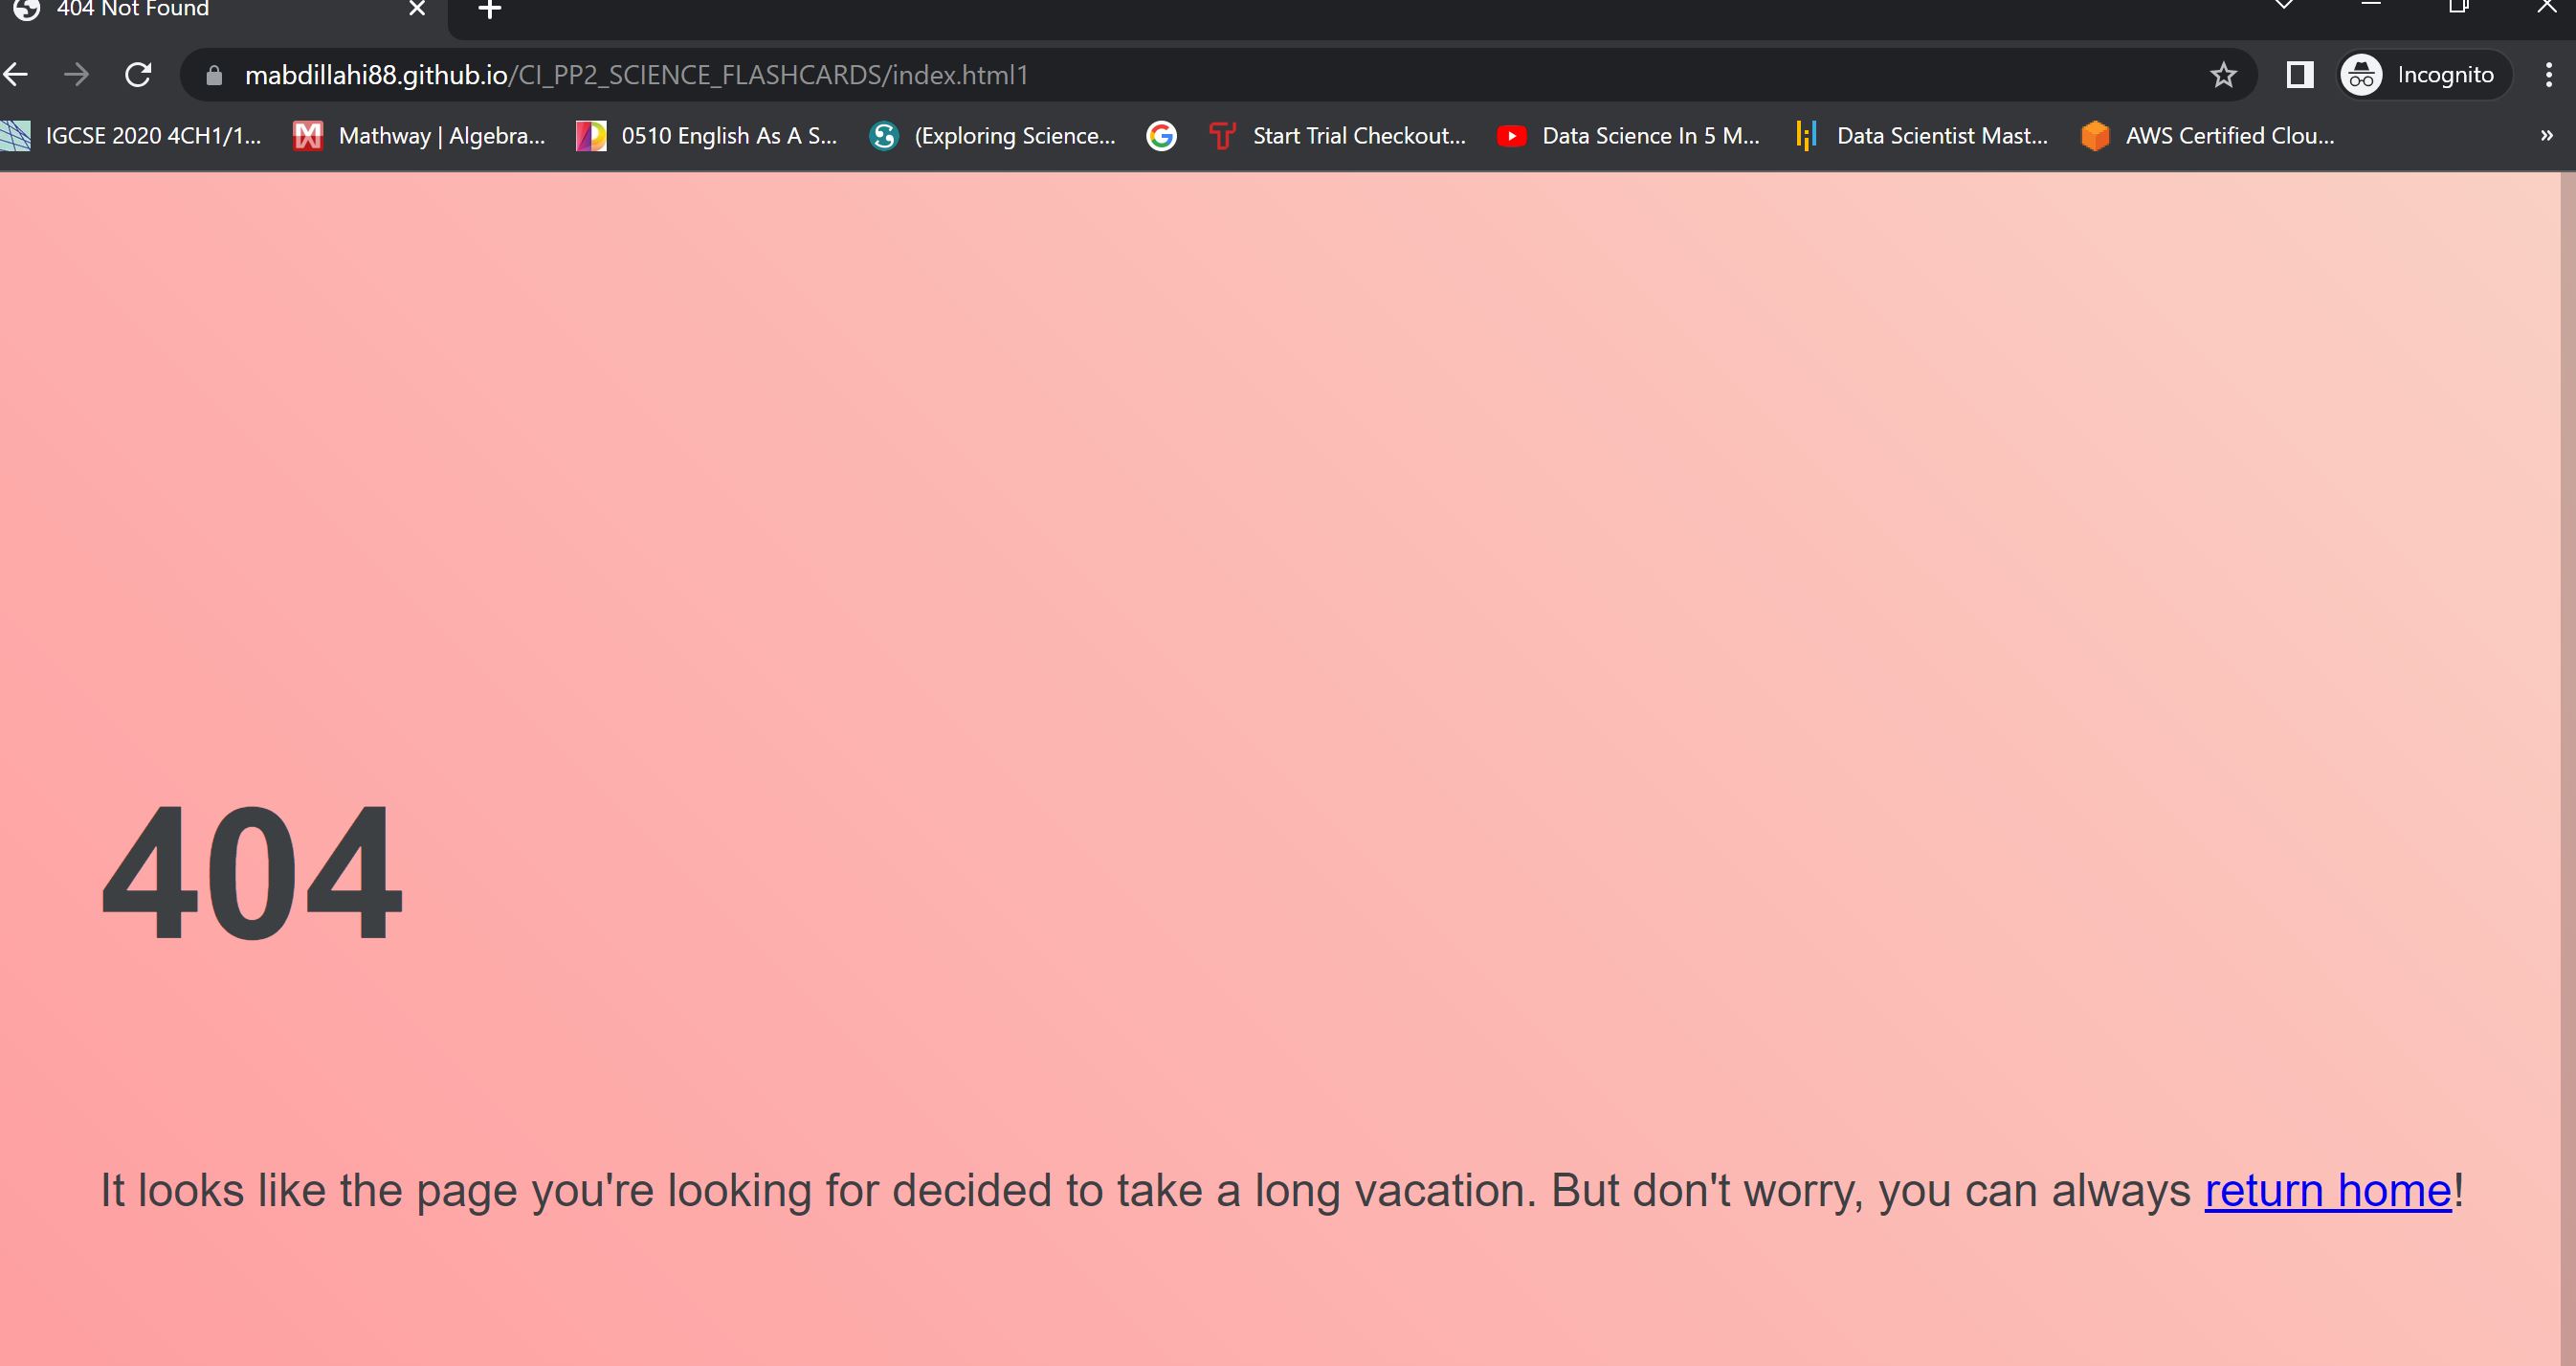 404 Not Found
mabdillahi88.github.io/CI_PP2_SCIENCE_FLASHCARDS/index.html1
Incognito
IGCSE 2020 4CH1/1...
Mathway | Algebra...
0510 English As A S...
(Exploring Science...
Start Trial Checkout...
Data Science In 5 M...
Data Scientist Mast...
AWS Certified Clou...
»
404
It looks like the page you're looking for decided to take a long vacation. But don't worry, you can always return home!